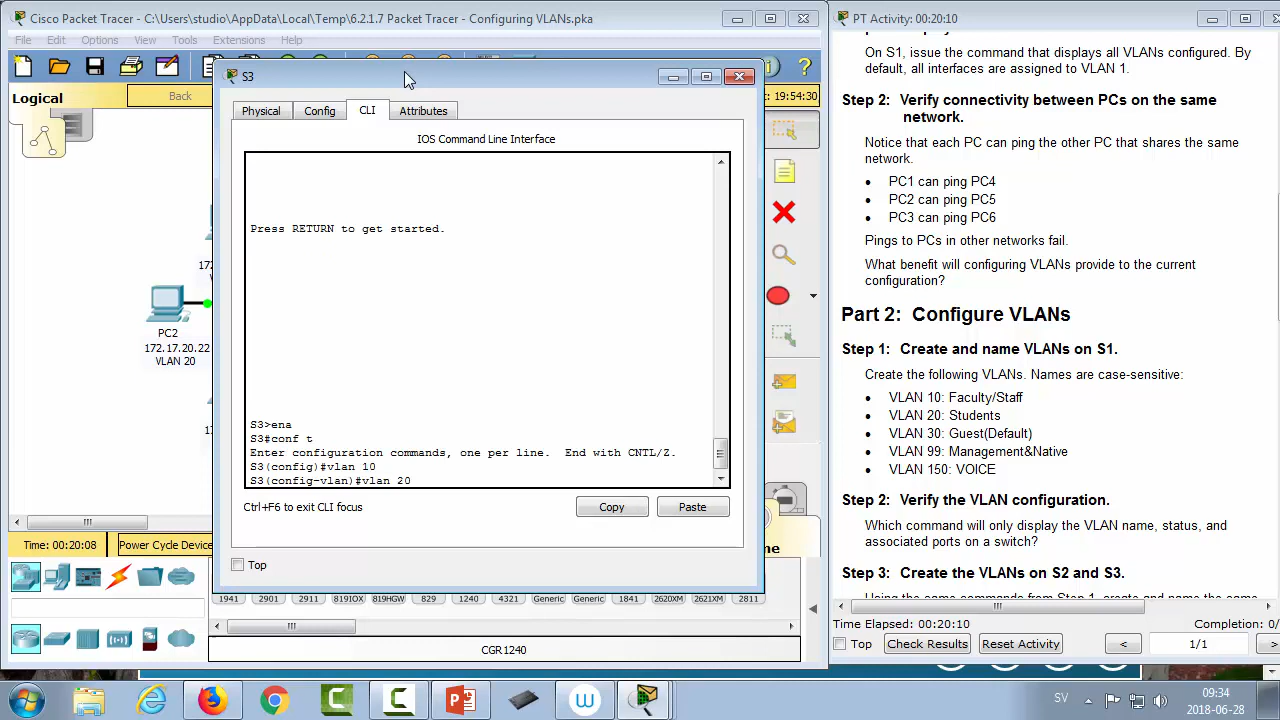 Cisco Packet Tracer - C:\Users\studio\AppData\Local\Temp\6.2.1.7 Packet Tracer - Configuring VLANs.pka
File Edit Options View Tools Extensions Help
Logical
Back
19:54:30
PC2
172.17.20.22
VLAN 20
Time: 00:20:08
Power Cycle Device
S3
Physical
Config
CLI
Attributes
IOS Command Line Interface
Press RETURN to get started.
S3>ena
S3#conf t
Enter configuration commands, one per line. End with CNTL/Z.
S3(config)#vlan 10
S3(config-vlan)#vlan 20
Ctrl+F6 to exit CLI focus
Copy
Paste
Top
1941 2901 2911 819IOX 819HGW 829 1240 4321 Generic Generic 1841 2620XM 2621XM 2811
CGR1240
PT Activity: 00:20:10
On S1, issue the command that displays all VLANs configured. By
default, all interfaces are assigned to VLAN 1.
Step 2: Verify connectivity between PCs on the same
network.
Notice that each PC can ping the other PC that shares the same
network.
• PC1 can ping PC4
• PC2 can ping PC5
• PC3 can ping PC6
Pings to PCs in other networks fail.
What benefit will configuring VLANs provide to the current
configuration?
Part 2: Configure VLANs
Step 1: Create and name VLANs on S1.
Create the following VLANs. Names are case-sensitive:
• VLAN 10: Faculty/Staff
• VLAN 20: Students
• VLAN 30: Guest(Default)
• VLAN 99: Management&Native
• VLAN 150: VOICE
Step 2: Verify the VLAN configuration.
Which command will only display the VLAN name, status, and
associated ports on a switch?
Step 3: Create the VLANs on S2 and S3.
Using the same commands from Step 1, create and name the same
Time Elapsed: 00:20:10
Completion: 0/
Top
Check Results
Reset Activity
<
1/1
>
SV
09:34
2018-06-28